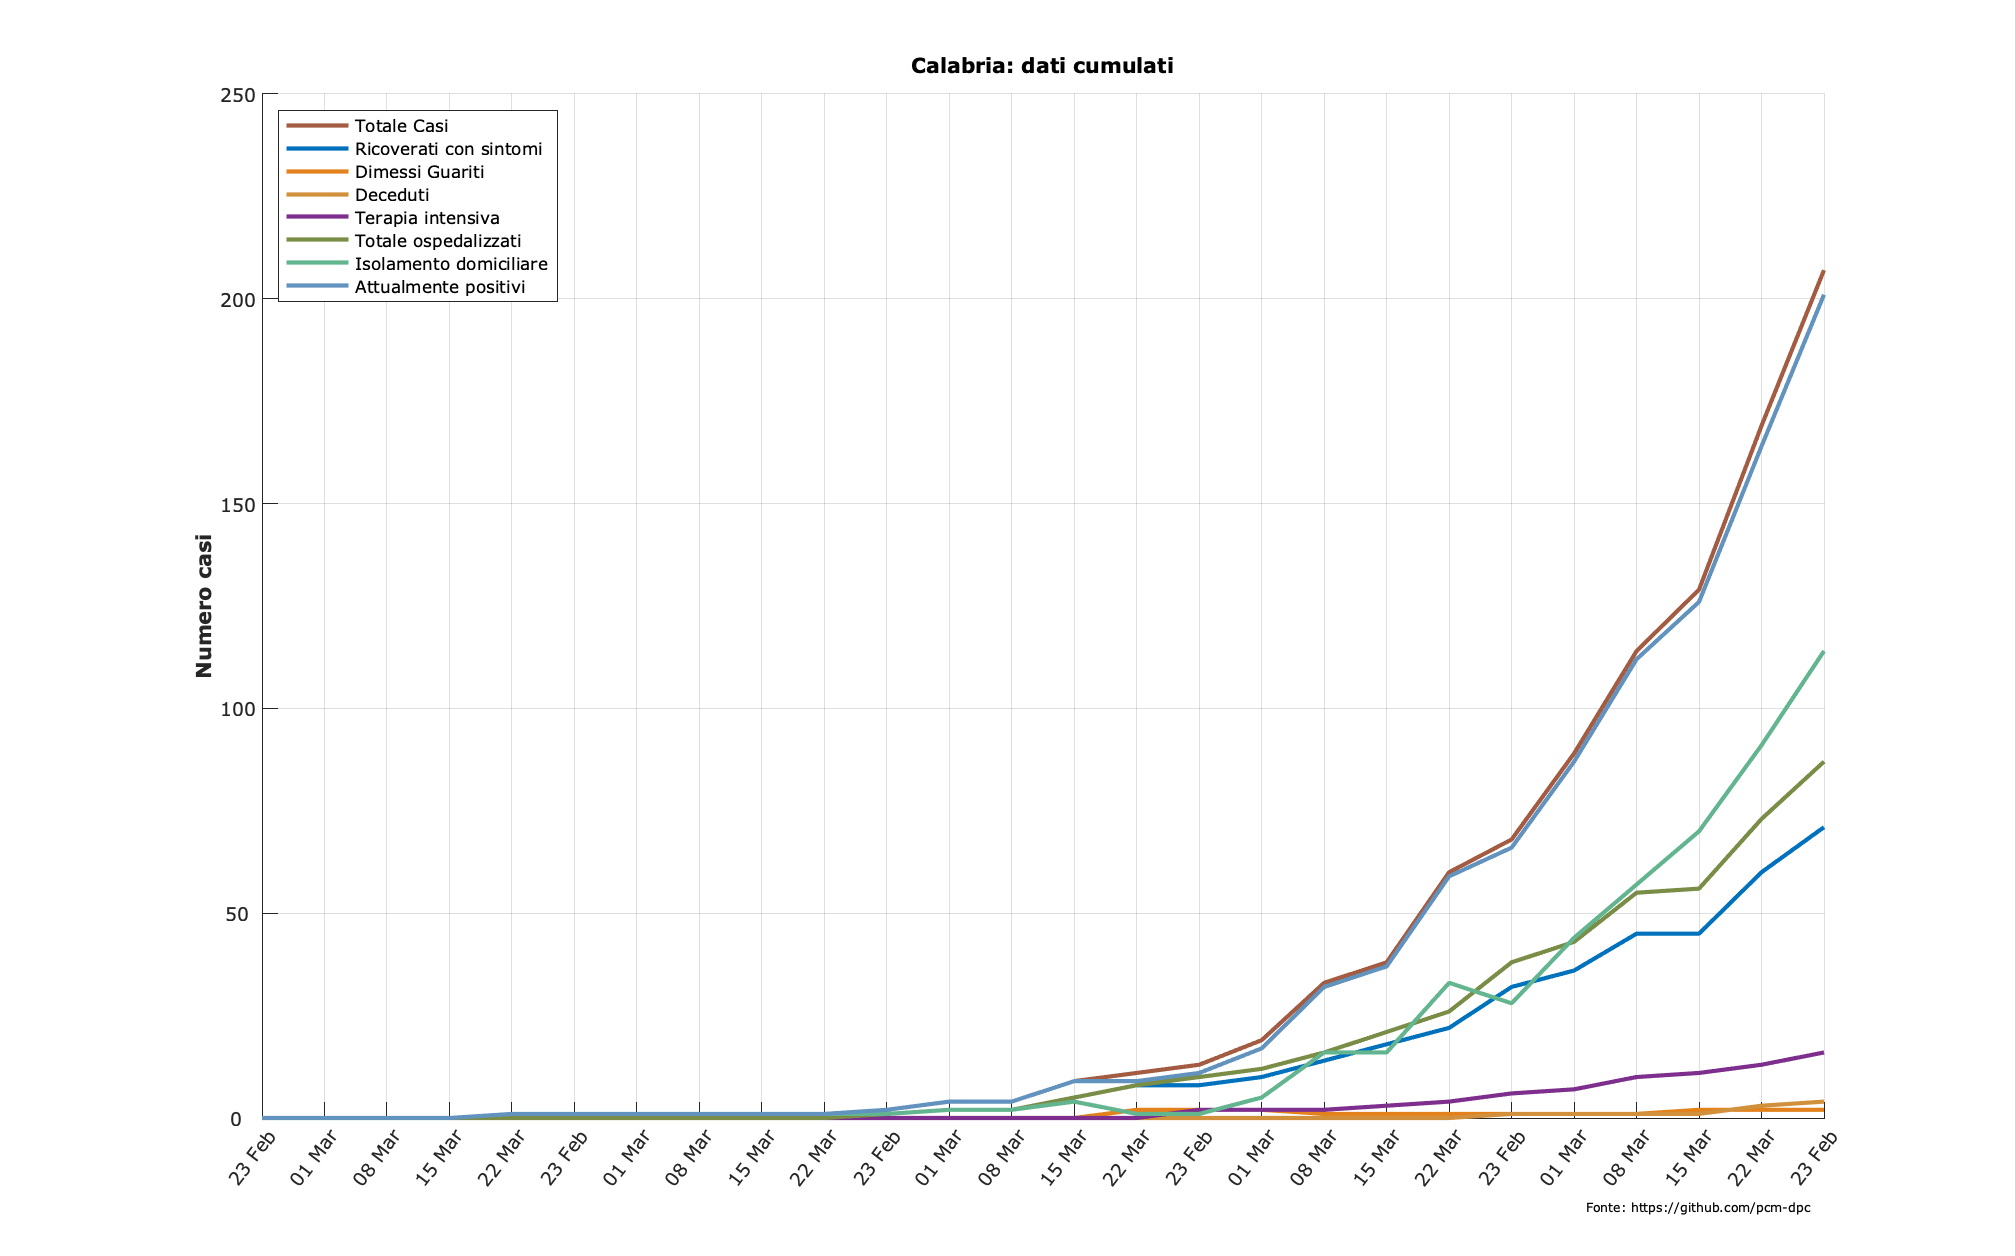 Calabria: dati cumulati
250
200
150
100
50
0
Numero casi
Totale Casi
Ricoverati con sintomi
Dimessi Guariti
Deceduti
Terapia intensiva
Totale ospedalizzati
Isolamento domiciliare
Attualmente positivi
23 Feb
01 Mar
08 Mar
15 Mar
22 Mar
23 Feb
01 Mar
08 Mar
15 Mar
22 Mar
23 Feb
01 Mar
08 Mar
15 Mar
22 Mar
23 Feb
01 Mar
08 Mar
15 Mar
22 Mar
23 Feb
01 Mar
08 Mar
15 Mar
22 Mar
23 Feb
Fonte: https://github.com/pcm-dpc